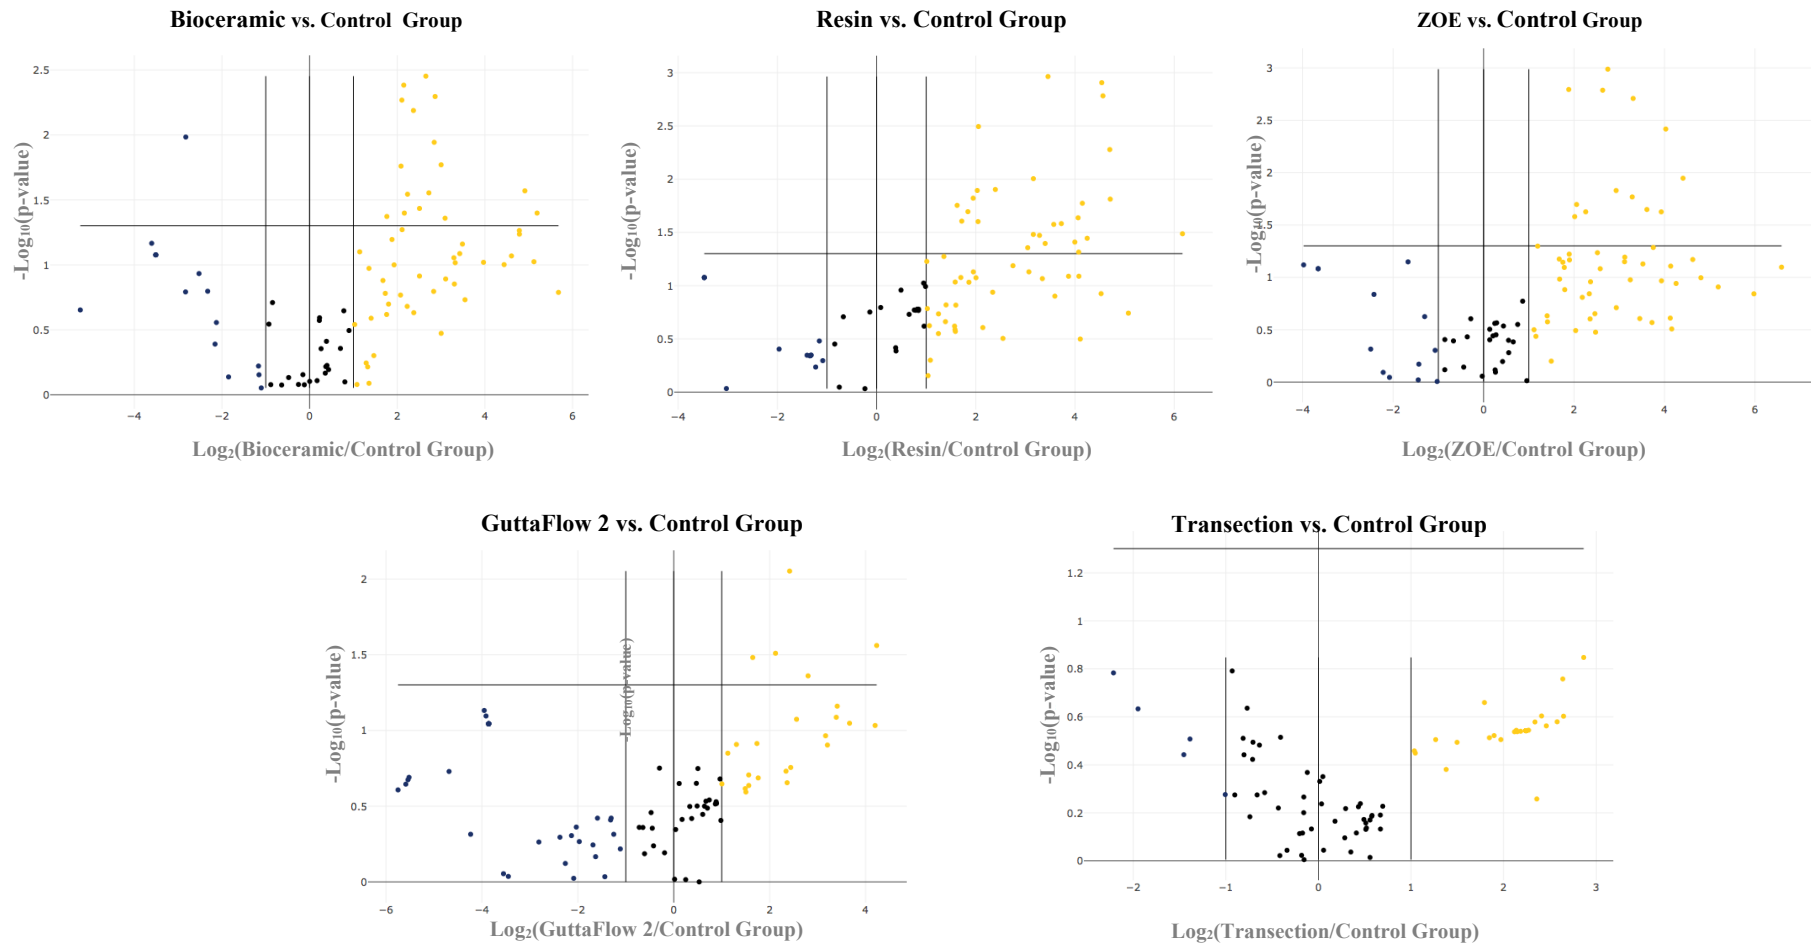 Bioceramic vs. Control Group
-Log₁₀(p-value)
2.5
2
1.5
1
0.5
0
−4 −2 0 2 4 6
Log₂(Bioceramic/Control Group)
Resin vs. Control Group
-Log₁₀(p-value)
3
2.5
2
1.5
1
0.5
0
−4 −2 0 2 4 6
Log₂(Resin/Control Group)
ZOE vs. Control Group
-Log₁₀(p-value)
3
2.5
2
1.5
1
0.5
0
−4 −2 0 2 4 6
Log₂(ZOE/Control Group)
GuttaFlow 2 vs. Control Group
-Log₁₀(p-value)
-Log₁₀(p-value)
2
1.5
1
0.5
0
−6 −4 −2 0 2 4
Log₂(GuttaFlow 2/Control Group)
Transection vs. Control Group
-Log₁₀(p-value)
1.2
1
0.8
0.6
0.4
0.2
0
−2 −1 0 1 2 3
Log₂(Transection/Control Group)